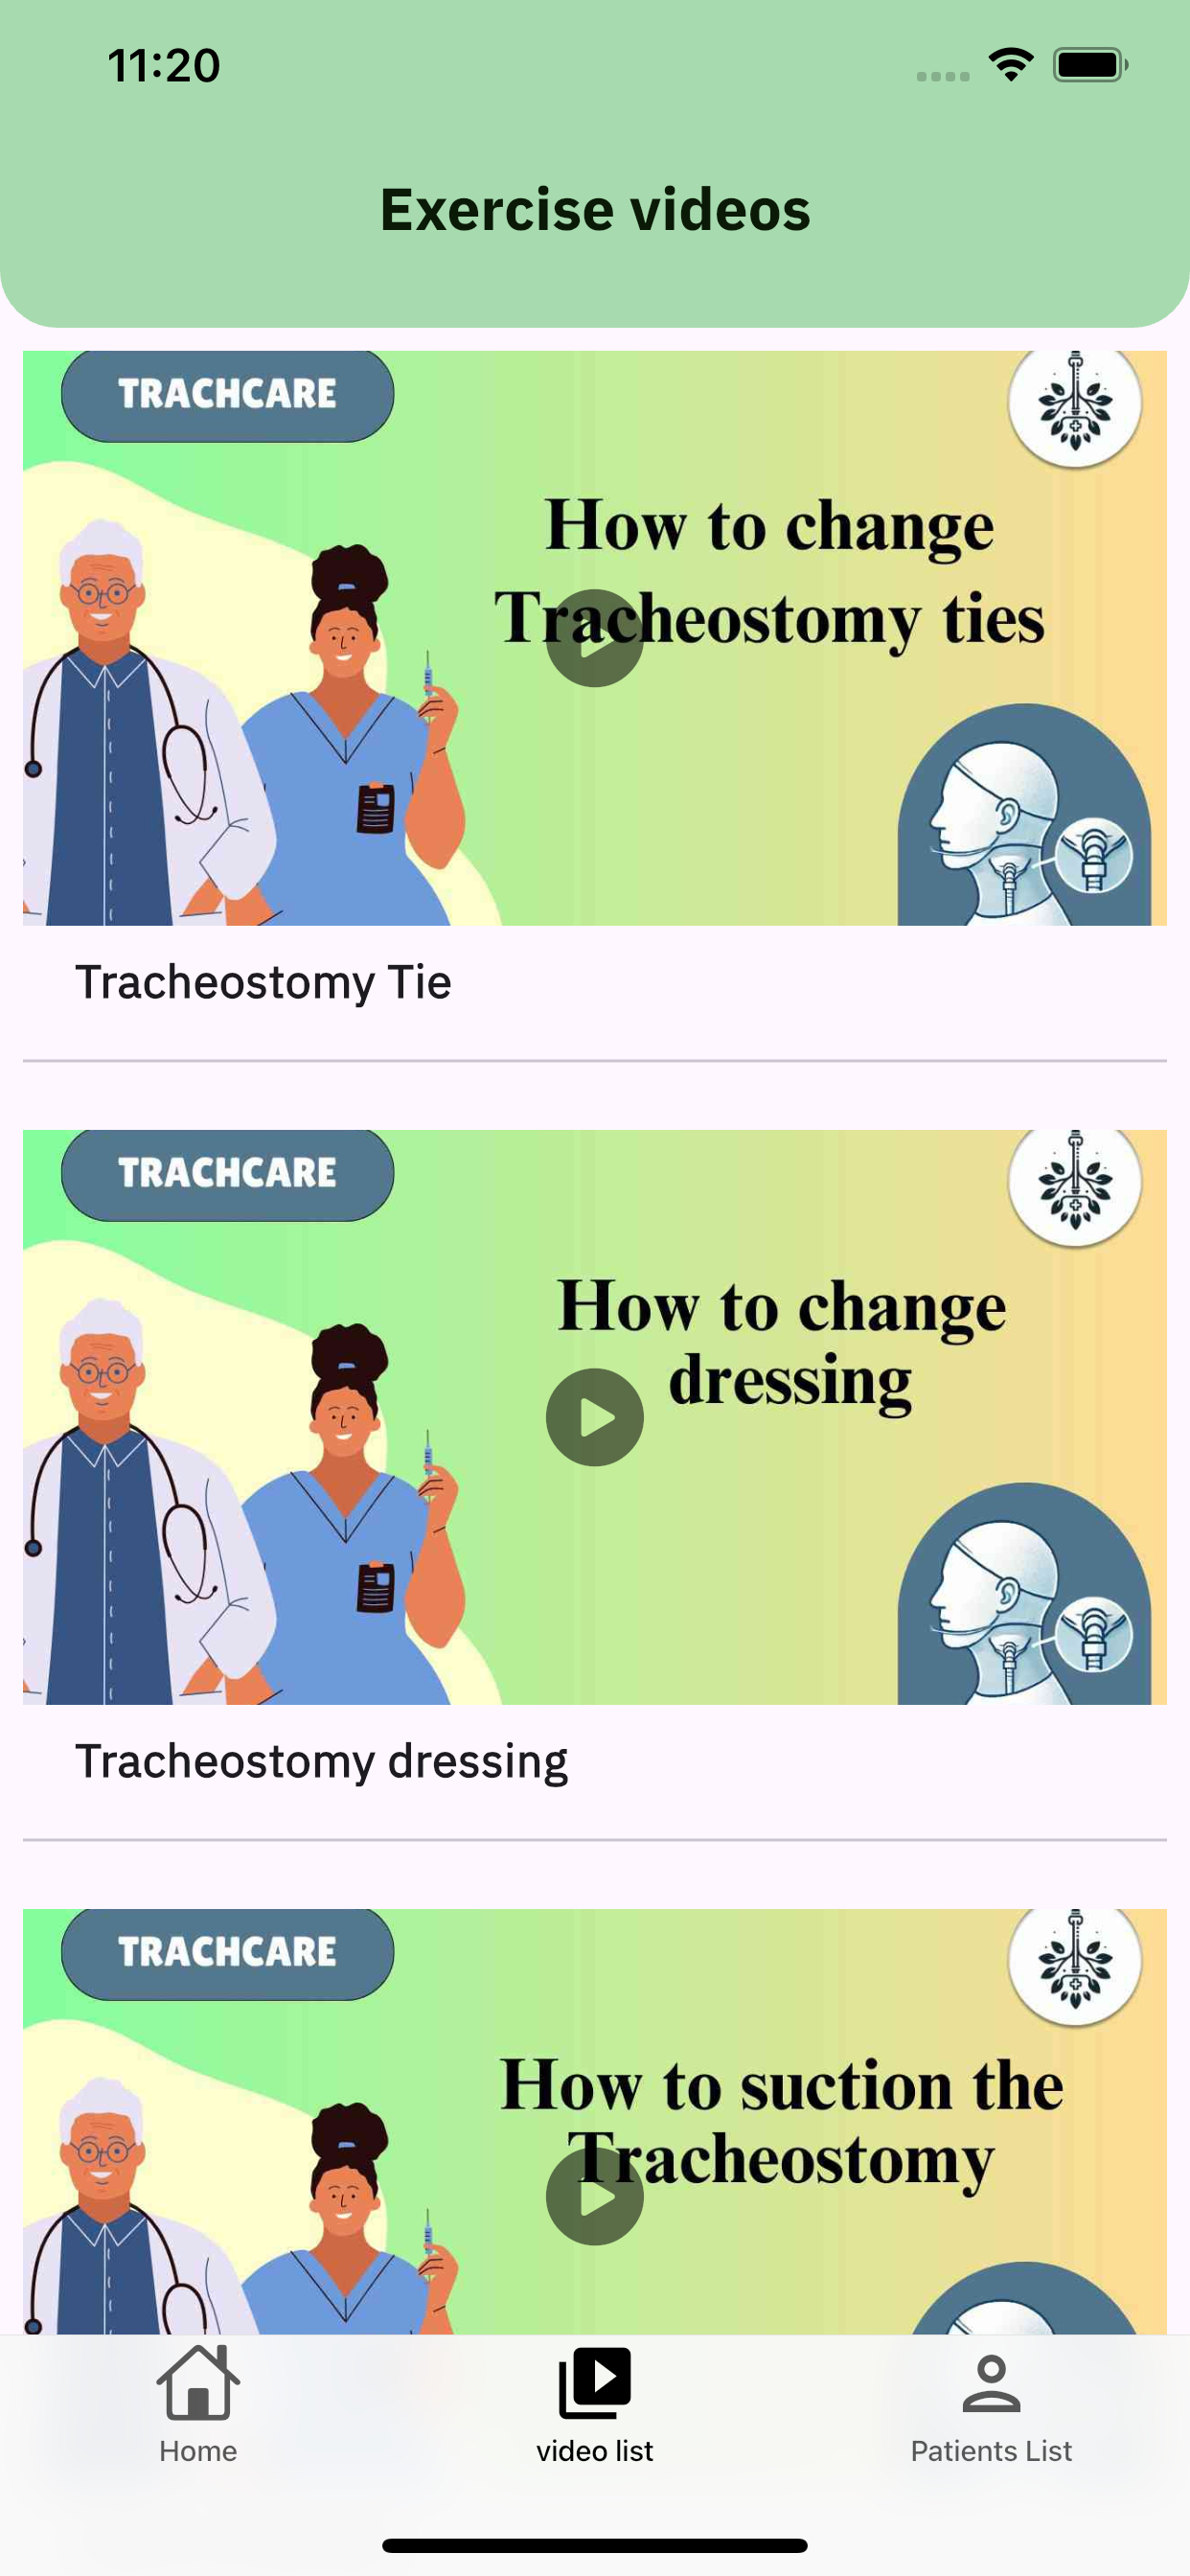 11:20
Exercise videos
TRACHCARE
How to change
Tracheostomy ties
Tracheostomy Tie
TRACHCARE
How to change
dressing
Tracheostomy dressing
TRACHCARE
How to suction the
Tracheostomy
Home
video list
Patients List